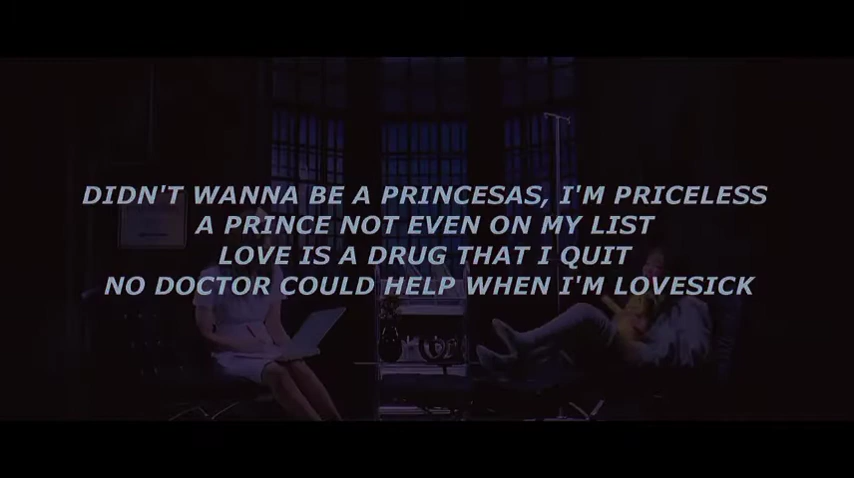 DIDN'T WANNA BE A PRINCESAS, I'M PRICELESS
A PRINCE NOT EVEN ON MY LIST
LOVE IS A DRUG THAT I QUIT
NO DOCTOR COULD HELP WHEN I'M LOVESICK